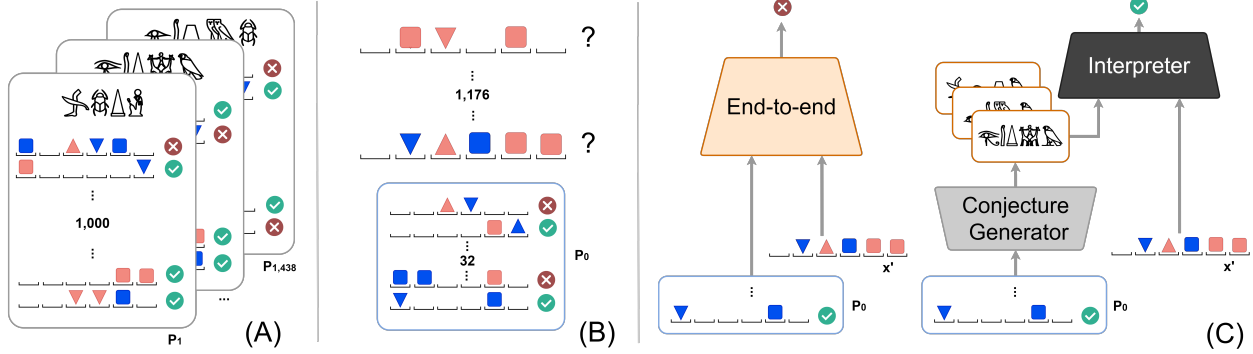 1,000
P1
...
P1,438
(A)
?
1,176
?
32
P0
(B)
End-to-end
x'
P0
Interpreter
Conjecture
Generator
x'
P0
(C)